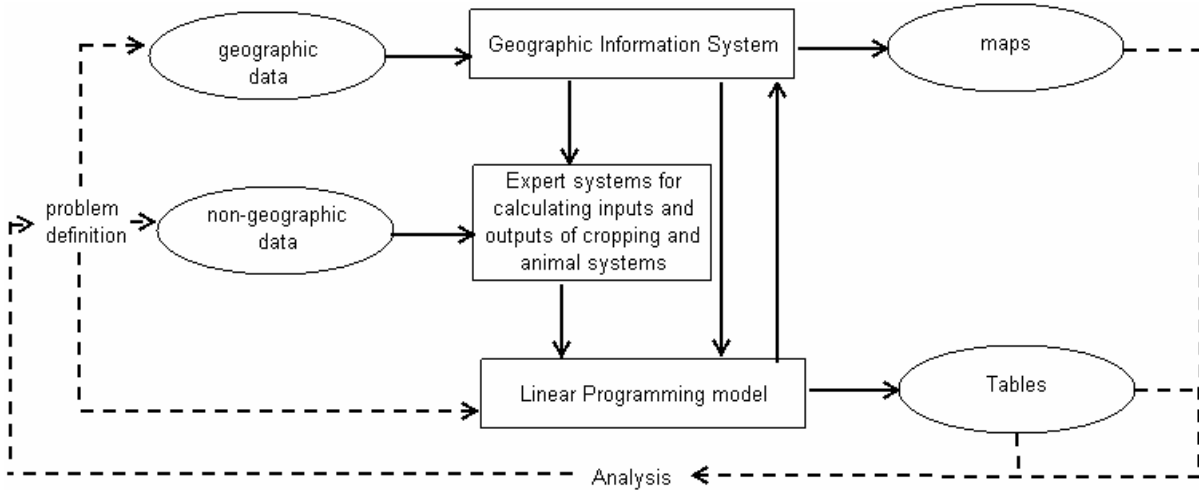 geographic
data
Geographic Information System
maps
problem
definition
non-geographic
data
Expert systems for
calculating inputs and
outputs of cropping and
animal systems
Linear Programming model
Tables
Analysis